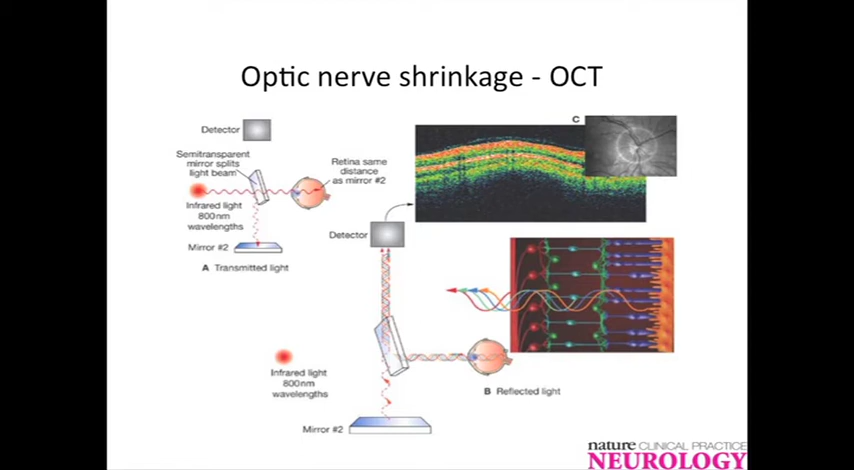 Optic nerve shrinkage - OCT
Detector
Semitransparent
mirror splits
light beam
Retina same
distance
as mirror #2
Infrared light
800nm
wavelengths
Mirror #2
A Transmitted light
C
Detector
Infrared light
800nm
wavelengths
B Reflected light
Mirror #2
nature CLINICAL PRACTICE
NEUROLOGY